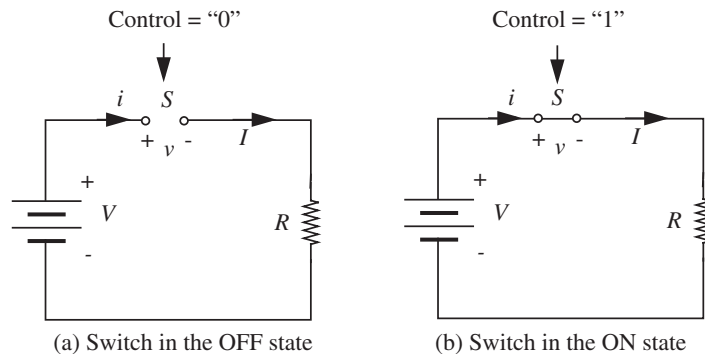 Control = “0”
i
S
I
+ v -
+
V
-
R
(a) Switch in the OFF state
Control = “1”
i
S
I
+ v -
+
V
-
R
(b) Switch in the ON state